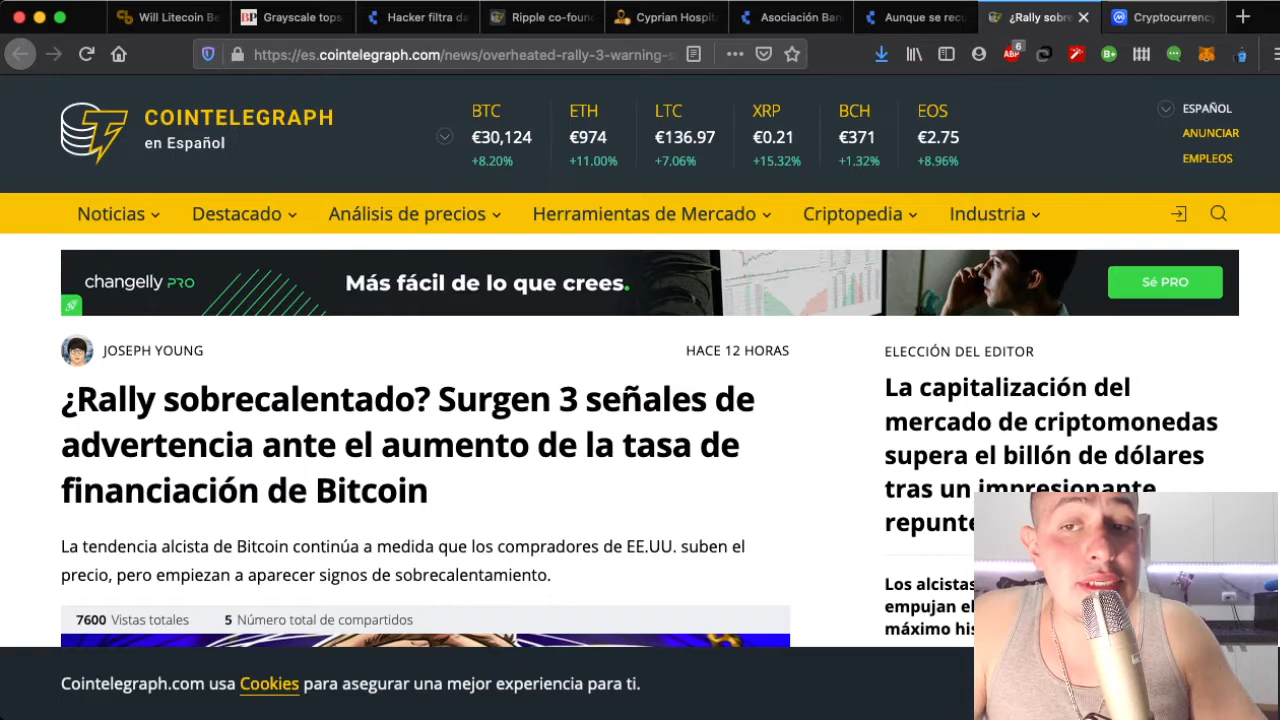 Will Litecoin Be
Grayscale tops
Hacker filtra da
Ripple co-foun
Cyprian Hospit
Asociación Ban
Aunque se recu
¿Rally sobre
Cryptocurrency
https://es.cointelegraph.com/news/overheated-rally-3-warning-s
ABP
6
B+
COINTELEGRAPH
en Español
BTC
€30,124
+8.20%
ETH
€974
+11.00%
LTC
€136.97
+7.06%
XRP
€0.21
+15.32%
BCH
€371
+1.32%
EOS
€2.75
+8.96%
ESPAÑOL
ANUNCIAR
EMPLEOS
Noticias
Destacado
Análisis de precios
Herramientas de Mercado
Criptopedia
Industria
changelly PRO
Más fácil de lo que crees.
Sé PRO
JOSEPH YOUNG
HACE 12 HORAS
¿Rally sobrecalentado? Surgen 3 señales de
advertencia ante el aumento de la tasa de
financiación de Bitcoin
La tendencia alcista de Bitcoin continúa a medida que los compradores de EE.UU. suben el
precio, pero empiezan a aparecer signos de sobrecalentamiento.
7600 Vistas totales
5 Número total de compartidos
ELECCIÓN DEL EDITOR
La capitalización del
mercado de criptomonedas
supera el billón de dólares
tras un impresionante
repunte
Los alcistas
empujan el
máximo his
Cointelegraph.com usa Cookies para asegurar una mejor experiencia para ti.